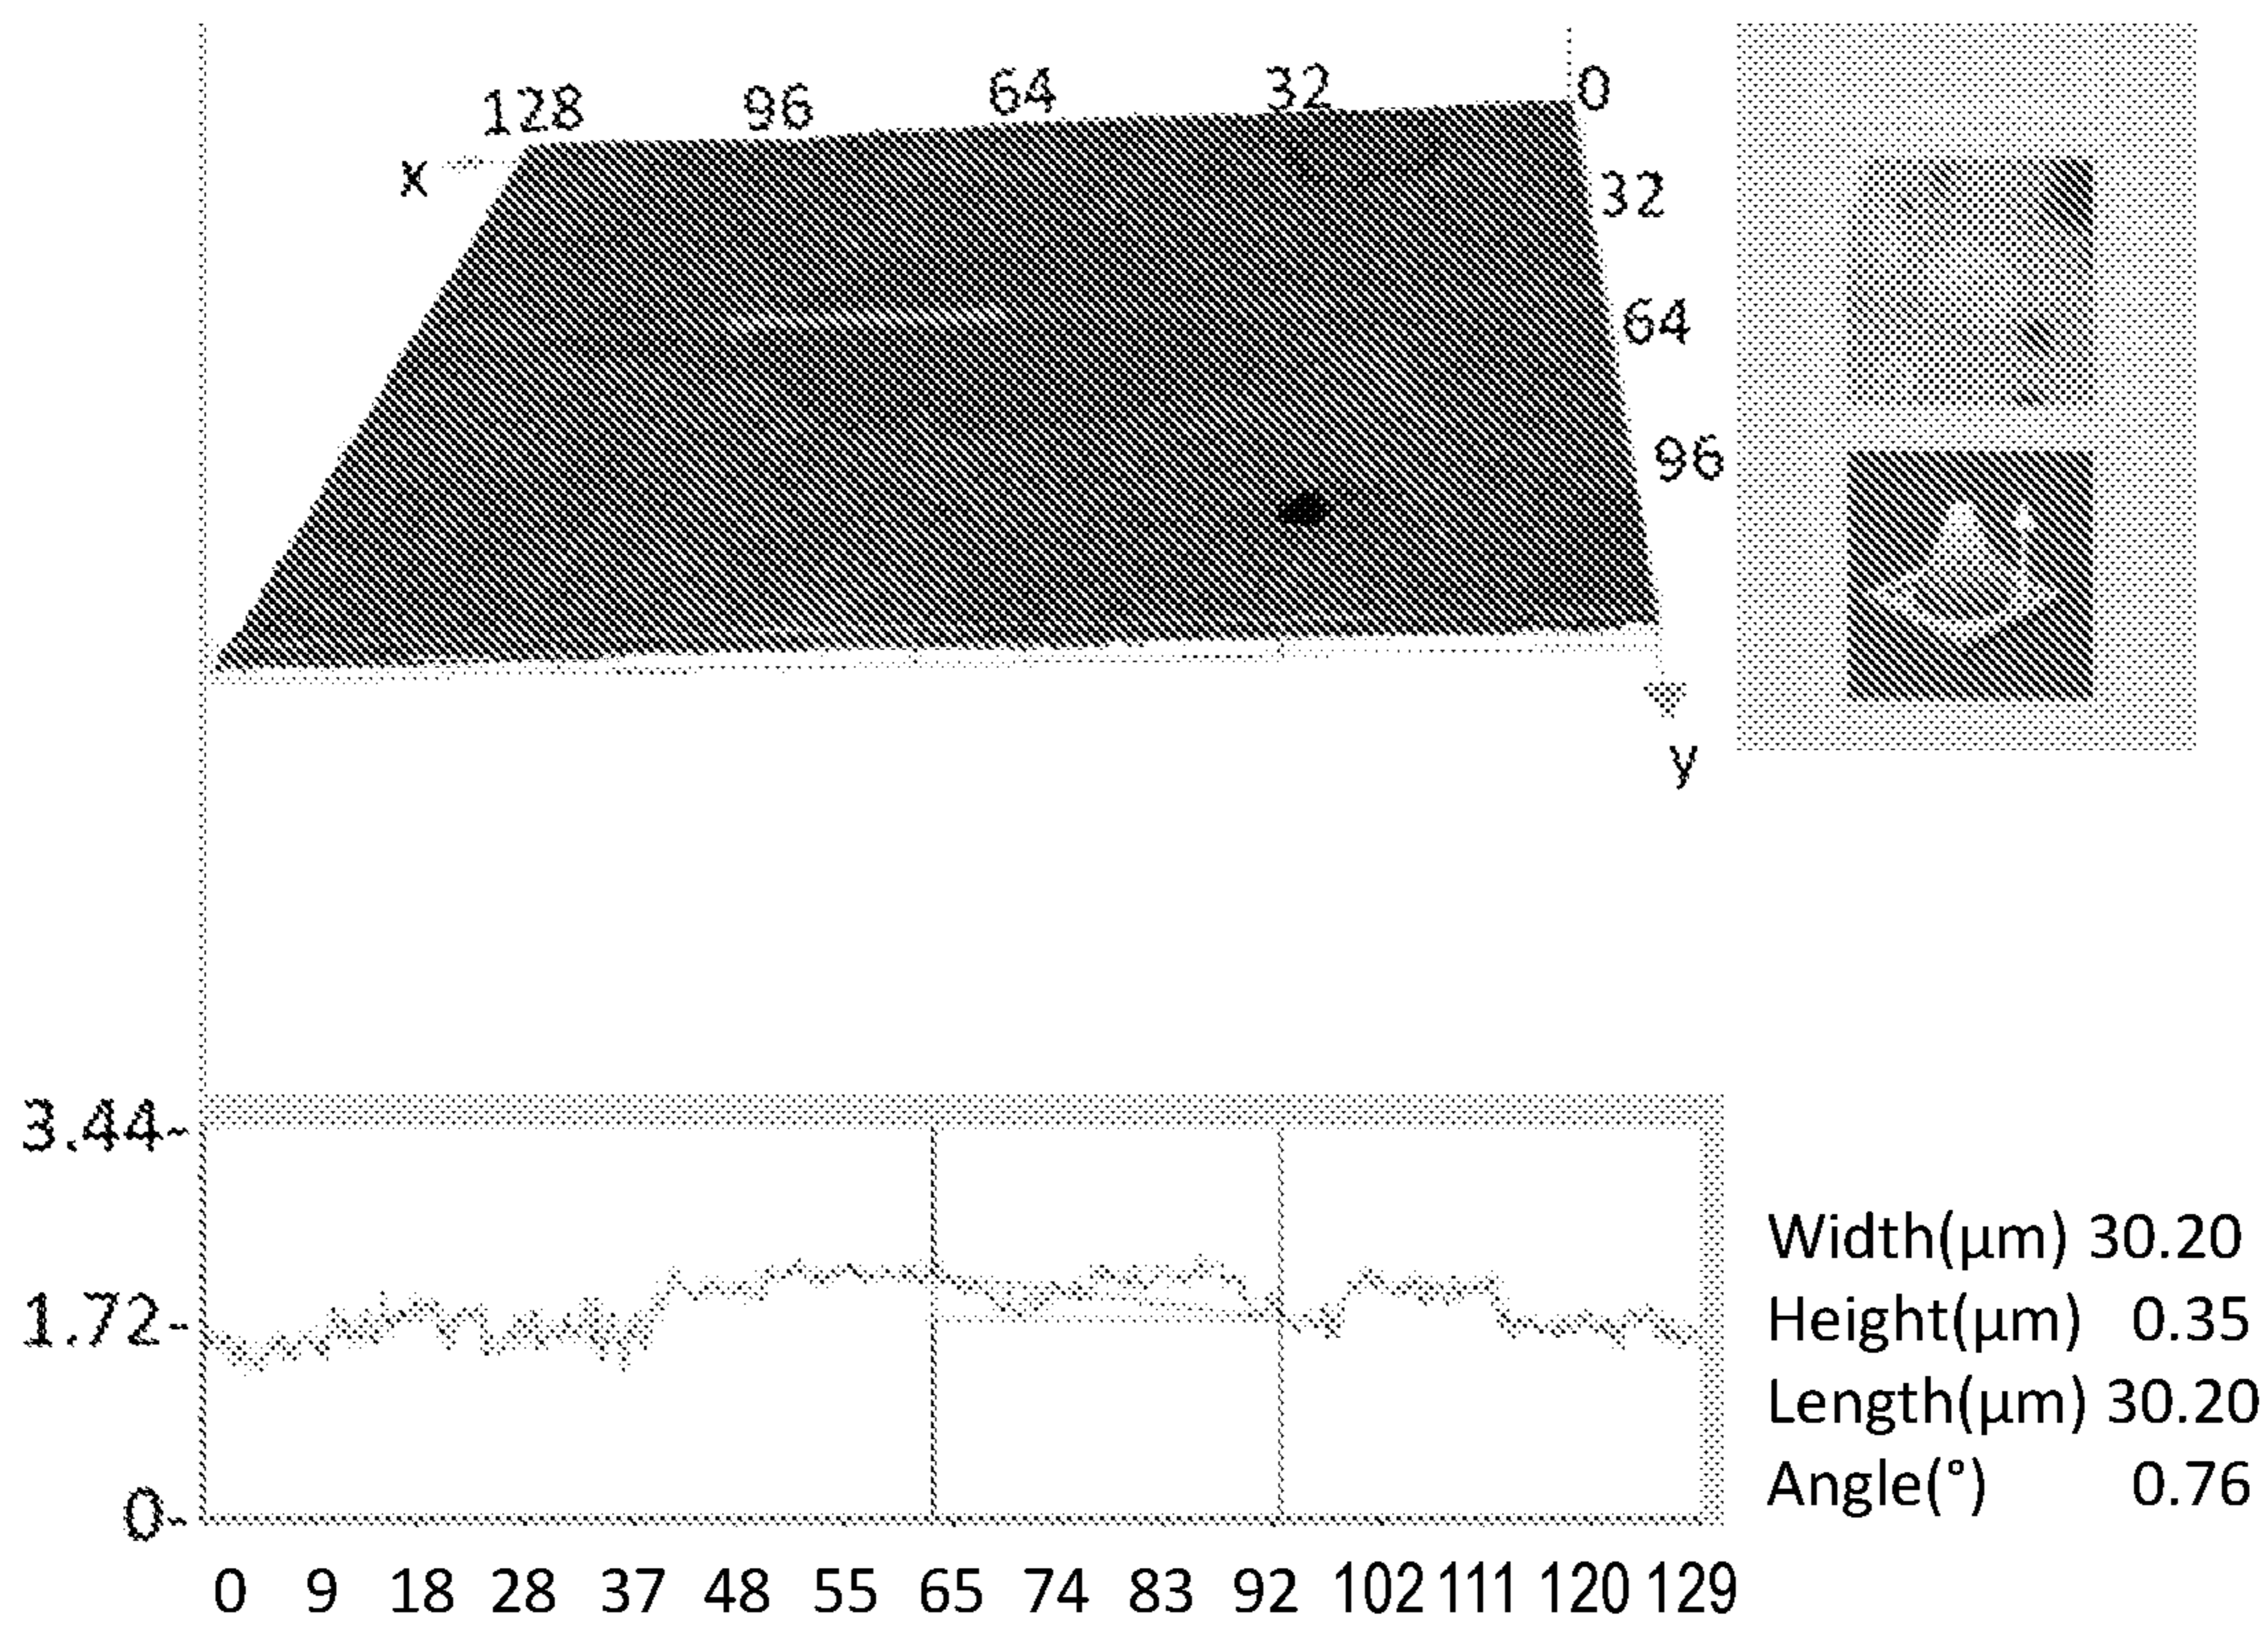 128 96 64 32 0
x
32
64
96
y
3.44
1.72
0
0 9 18 28 37 48 55 65 74 83 92 102 111 120 129
Width(µm) 30.20
Height(µm) 0.35
Length(µm) 30.20
Angle(°) 0.76